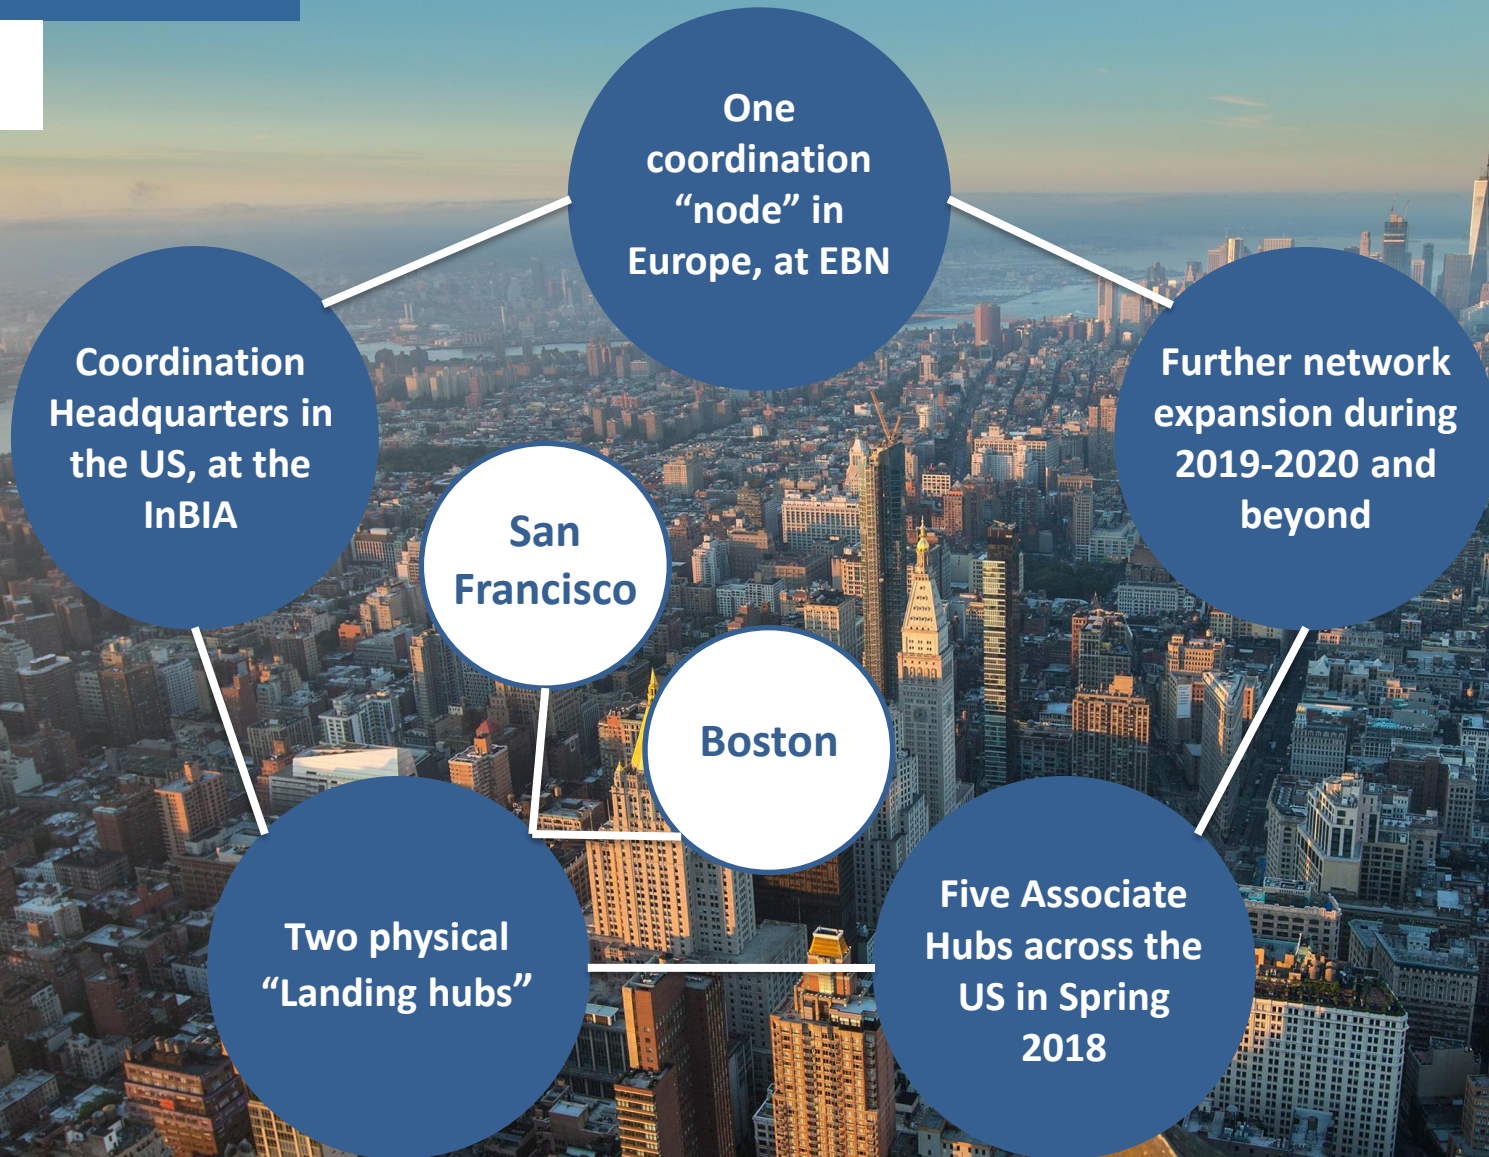 One
coordination
“node” in
Europe, at EBN
Coordination
Headquarters in
the US, at the
InBIA
Further network
expansion during
2019-2020 and
beyond
San
Francisco
Boston
Two physical
“Landing hubs”
Five Associate
Hubs across the
US in Spring
2018